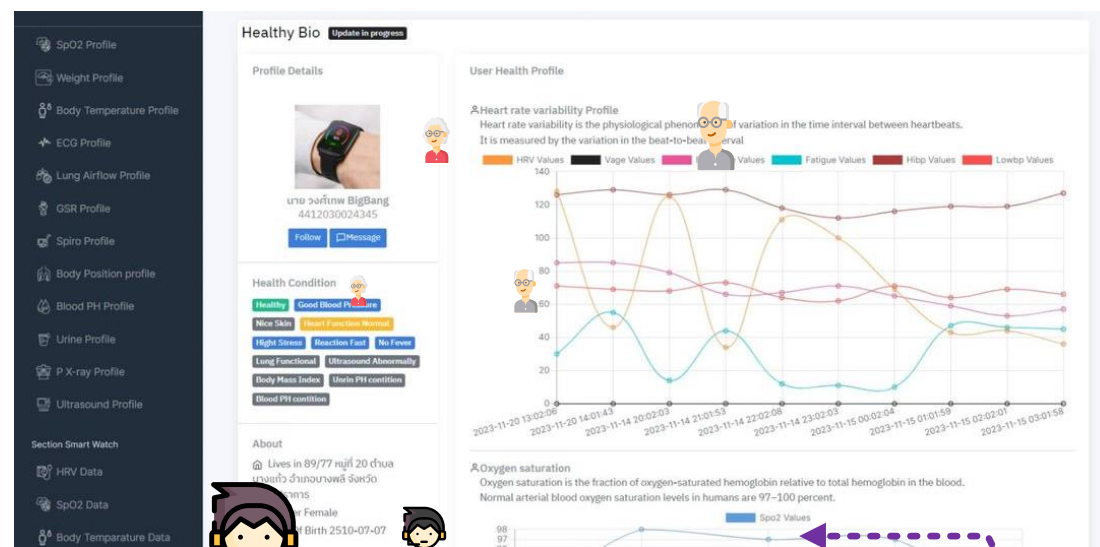 SpO2 Profile
Weight Profile
Body Temperature Profile
ECG Profile
Lung Airflow Profile
GSR Profile
Spiro Profile
Body Position profile
Blood PH Profile
Urine Profile
P X-ray Profile
Ultrasound Profile
Section Smart Watch
HRV Data
SpO2 Data
Body Temparature Data
Healthy Bio Update in progress
Profile Details
นาย วงศ์เทพ BigBang
4412030024345
Follow Message
Health Condition
Healthy Good Blood Pressure
Nice Skin Heart Function Normal
Hight Stress Reaction Fast No Fever
Lung Functional Ultrasound Abnormally
Body Mass Index Unrin PH contition
Blood PH contition
About
Lives in 89/77 หมู่ที่ 20 ตำบล
บางแก้ว อำเภอบางพลี จังหวัด
Female
Birth 2510-07-07
User Health Profile
Heart rate variability Profile
Heart rate variability is the physiological of variation in the time interval between heartbeats.
It is measured by the variation in the beat-to-beat
HRV Values Vage Values Values Fatigue Values Hibp Values Lowbp Values
140
120
100
80
60
40
20
0
2023-11-20 13:02:06
2023-11-20 14:01:43
2023-11-14 20:02:03
2023-11-14 21:01:53
2023-11-14 22:02:08
2023-11-14 23:02:03
2023-11-15 00:02:04
2023-11-15 01:01:59
2023-11-15 02:02:01
2023-11-15 03:01:58
Oxygen saturation
Oxygen saturation is the fraction of oxygen-saturated hemoglobin relative to total hemoglobin in the blood.
Normal arterial blood oxygen saturation levels in humans are 97–100 percent.
Spo2 Values
98
97